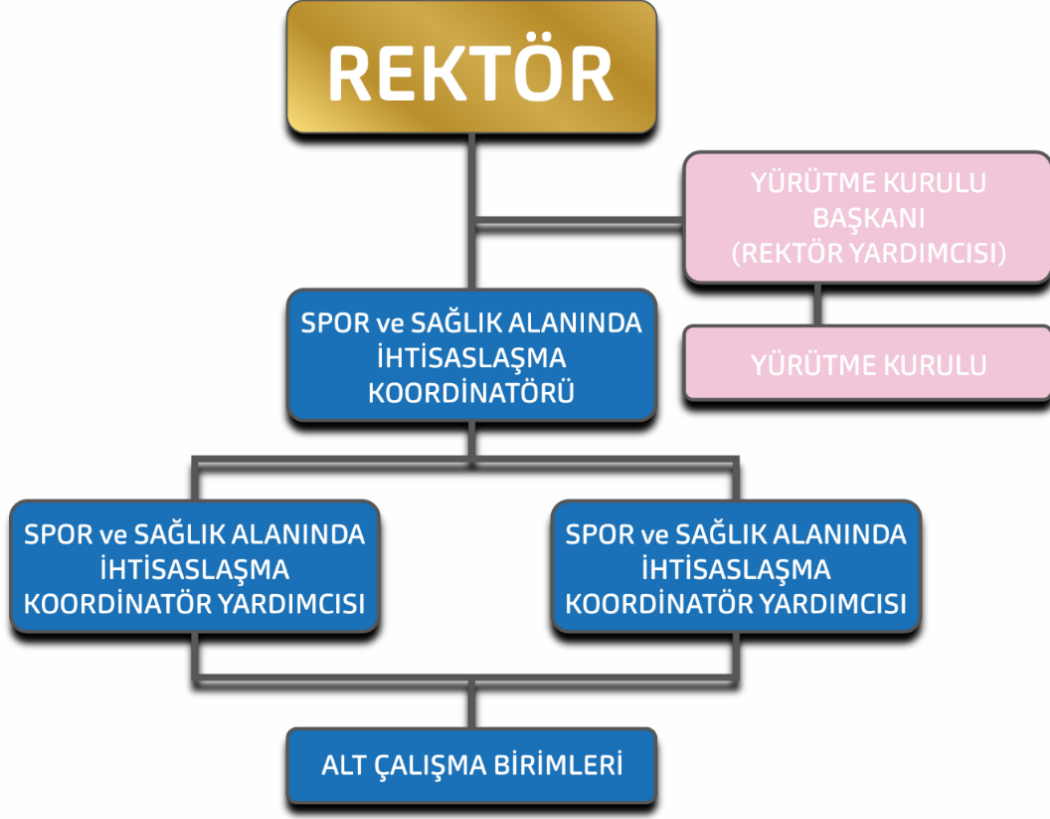 REKTÖR
YÜRÜTME KURULU
BAŞKANI
(REKTÖR YARDIMCISI)
YÜRÜTME KURULU
SPOR ve SAĞLIK ALANINDA
İHTİSASLAŞMA
KOORDİNATÖRÜ
SPOR ve SAĞLIK ALANINDA
İHTİSASLAŞMA
KOORDİNATÖR YARDIMCISI
SPOR ve SAĞLIK ALANINDA
İHTİSASLAŞMA
KOORDİNATÖR YARDIMCISI
ALT ÇALIŞMA BİRİMLERİ